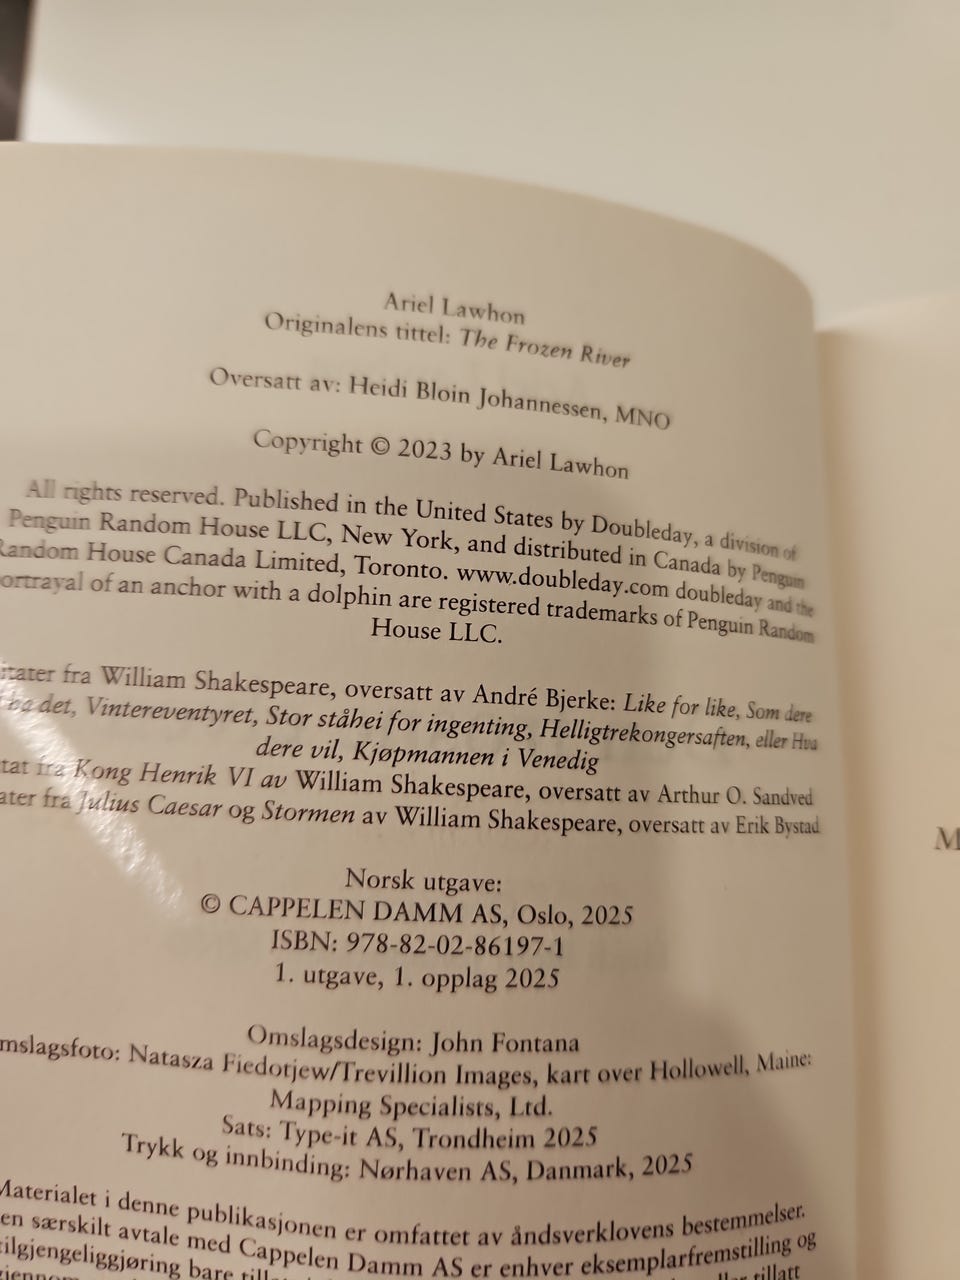 Ariel Lawhon
Originalens tittel: The Frozen River
Oversatt av: Heidi Bloin Johannessen, MNO
Copyright © 2023 by Ariel Lawhon
All rights reserved. Published in the United States by Doubleday, a division of
Penguin Random House LLC, New York, and distributed in Canada by Penguin
Random House Canada Limited, Toronto. www.doubleday.com doubleday and the
ortrayal of an anchor with a dolphin are registered trademarks of Penguin Random
House LLC.
itater fra William Shakespeare, oversatt av André Bjerke: Like for like, Som dere
ha det, Vintereventyret, Stor ståhei for ingenting, Helligtrekongersaften, eller Hva
dere vil, Kjøpmannen i Venedig
tat fra Kong Henrik VI av William Shakespeare, oversatt av Arthur O. Sandved
ater fra Julius Caesar og Stormen av William Shakespeare, oversatt av Erik Bystad
Norsk utgave:
© CAPPELEN DAMM AS, Oslo, 2025
ISBN: 978-82-02-86197-1
1. utgave, 1. opplag 2025
Omslagsdesign: John Fontana
mslagsfoto: Natasza Fiedotjew/Trevillion Images, kart over Hollowell, Maine:
Mapping Specialists, Ltd.
Sats: Type-it AS, Trondheim 2025
Trykk og innbinding: Nørhaven AS, Danmark, 2025
Materialet i denne publikasjonen er omfattet av åndsverklovens bestemmelser.
en særskilt avtale med Cappelen Damm AS er enhver eksemplarfremstilling og
tilgjengeliggjøring bare
tillatt
M